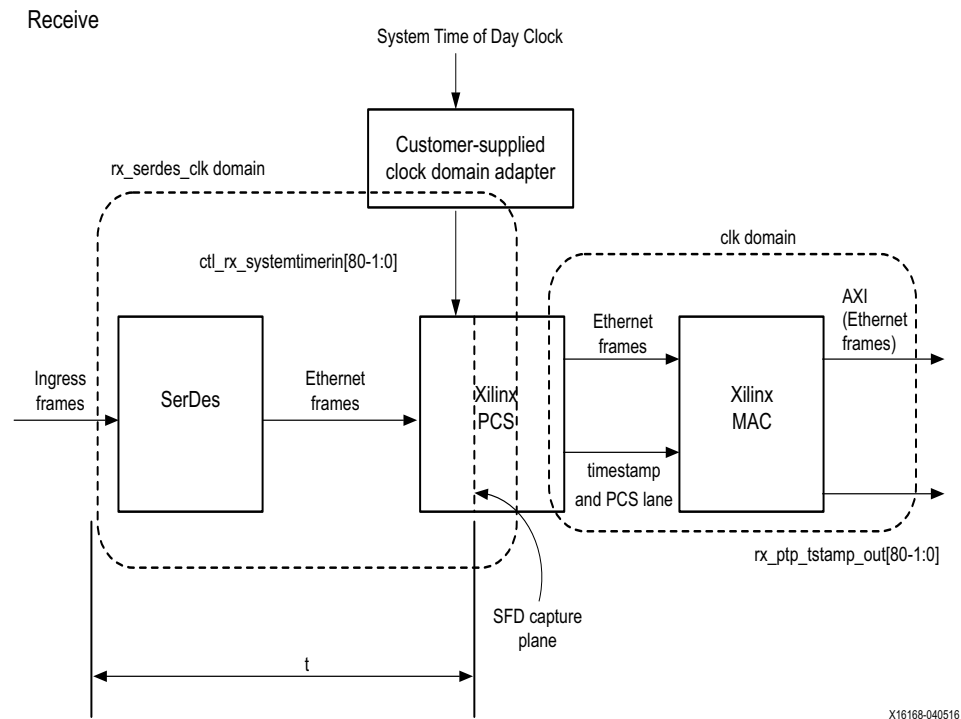 Receive
System Time of Day Clock
Customer-supplied
clock domain adapter
rx_serdes_clk domain
ctl_rx_systemtimerin[80-1:0]
clk domain
AXI
(Ethernet
frames)
Ethernet
frames
Ingress
frames
SerDes
Ethernet
frames
Xilinx
PCS
Xilinx
MAC
timestamp
and PCS lane
rx_ptp_tstamp_out[80-1:0]
SFD capture
plane
t
X16168-040516